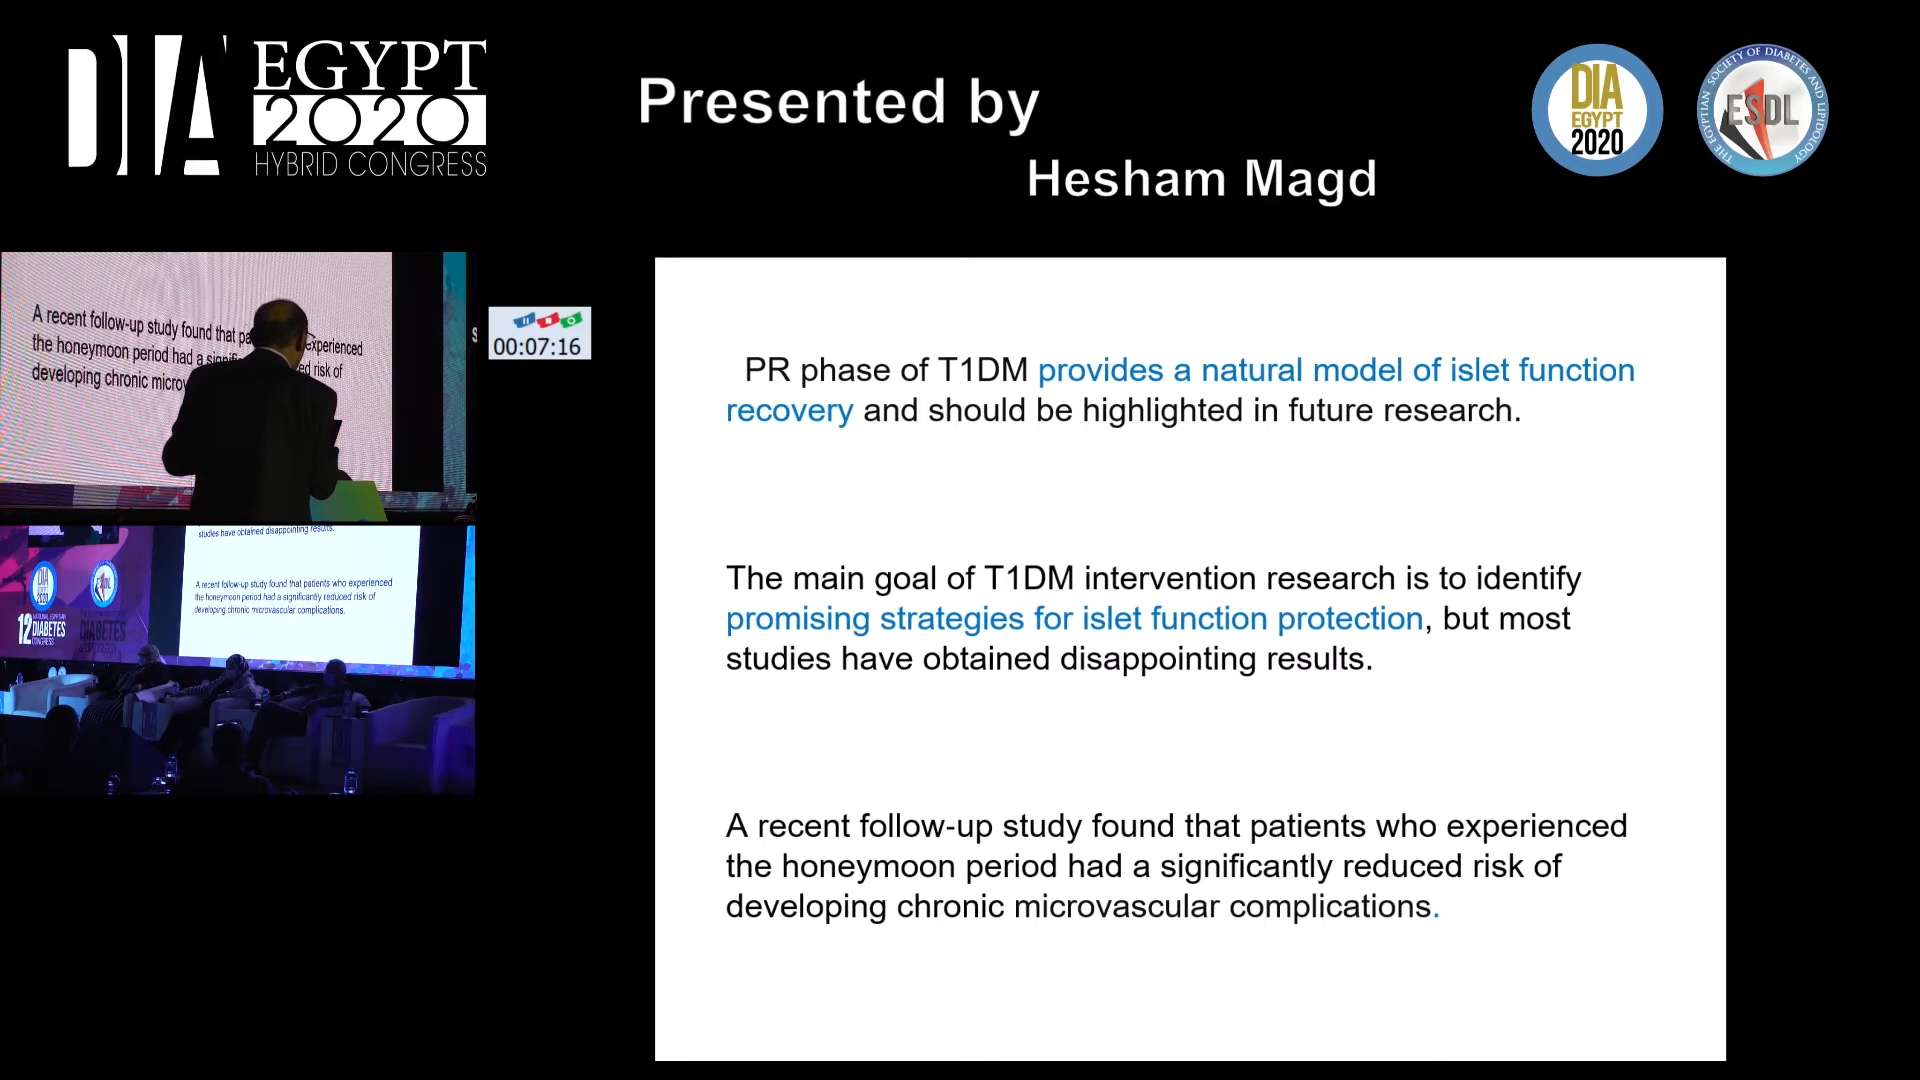 DIA EGYPT
2020
HYBRID CONGRESS
Presented by
Hesham Magd
DIA
EGYPT
2020
THE EGYPTIAN SOCIETY OF DIABETES AND LIPIDOLOGY
ESDL
A recent follow-up study found that pa experienced
the honeymoon period had a signific ed risk of
developing chronic microv
S
00:07:16
PR phase of T1DM provides a natural model of islet function
recovery and should be highlighted in future research.
The main goal of T1DM intervention research is to identify
promising strategies for islet function protection, but most
studies have obtained disappointing results.
A recent follow-up study found that patients who experienced
the honeymoon period had a significantly reduced risk of
developing chronic microvascular complications.
studies have obtained disappointing results.
A recent follow-up study found that patients who experienced
the honeymoon period had a significantly reduced risk of
developing chronic microvascular complications.
DIA
2020
ESDL
12
DIABETES
CONGRESS
DIABETES